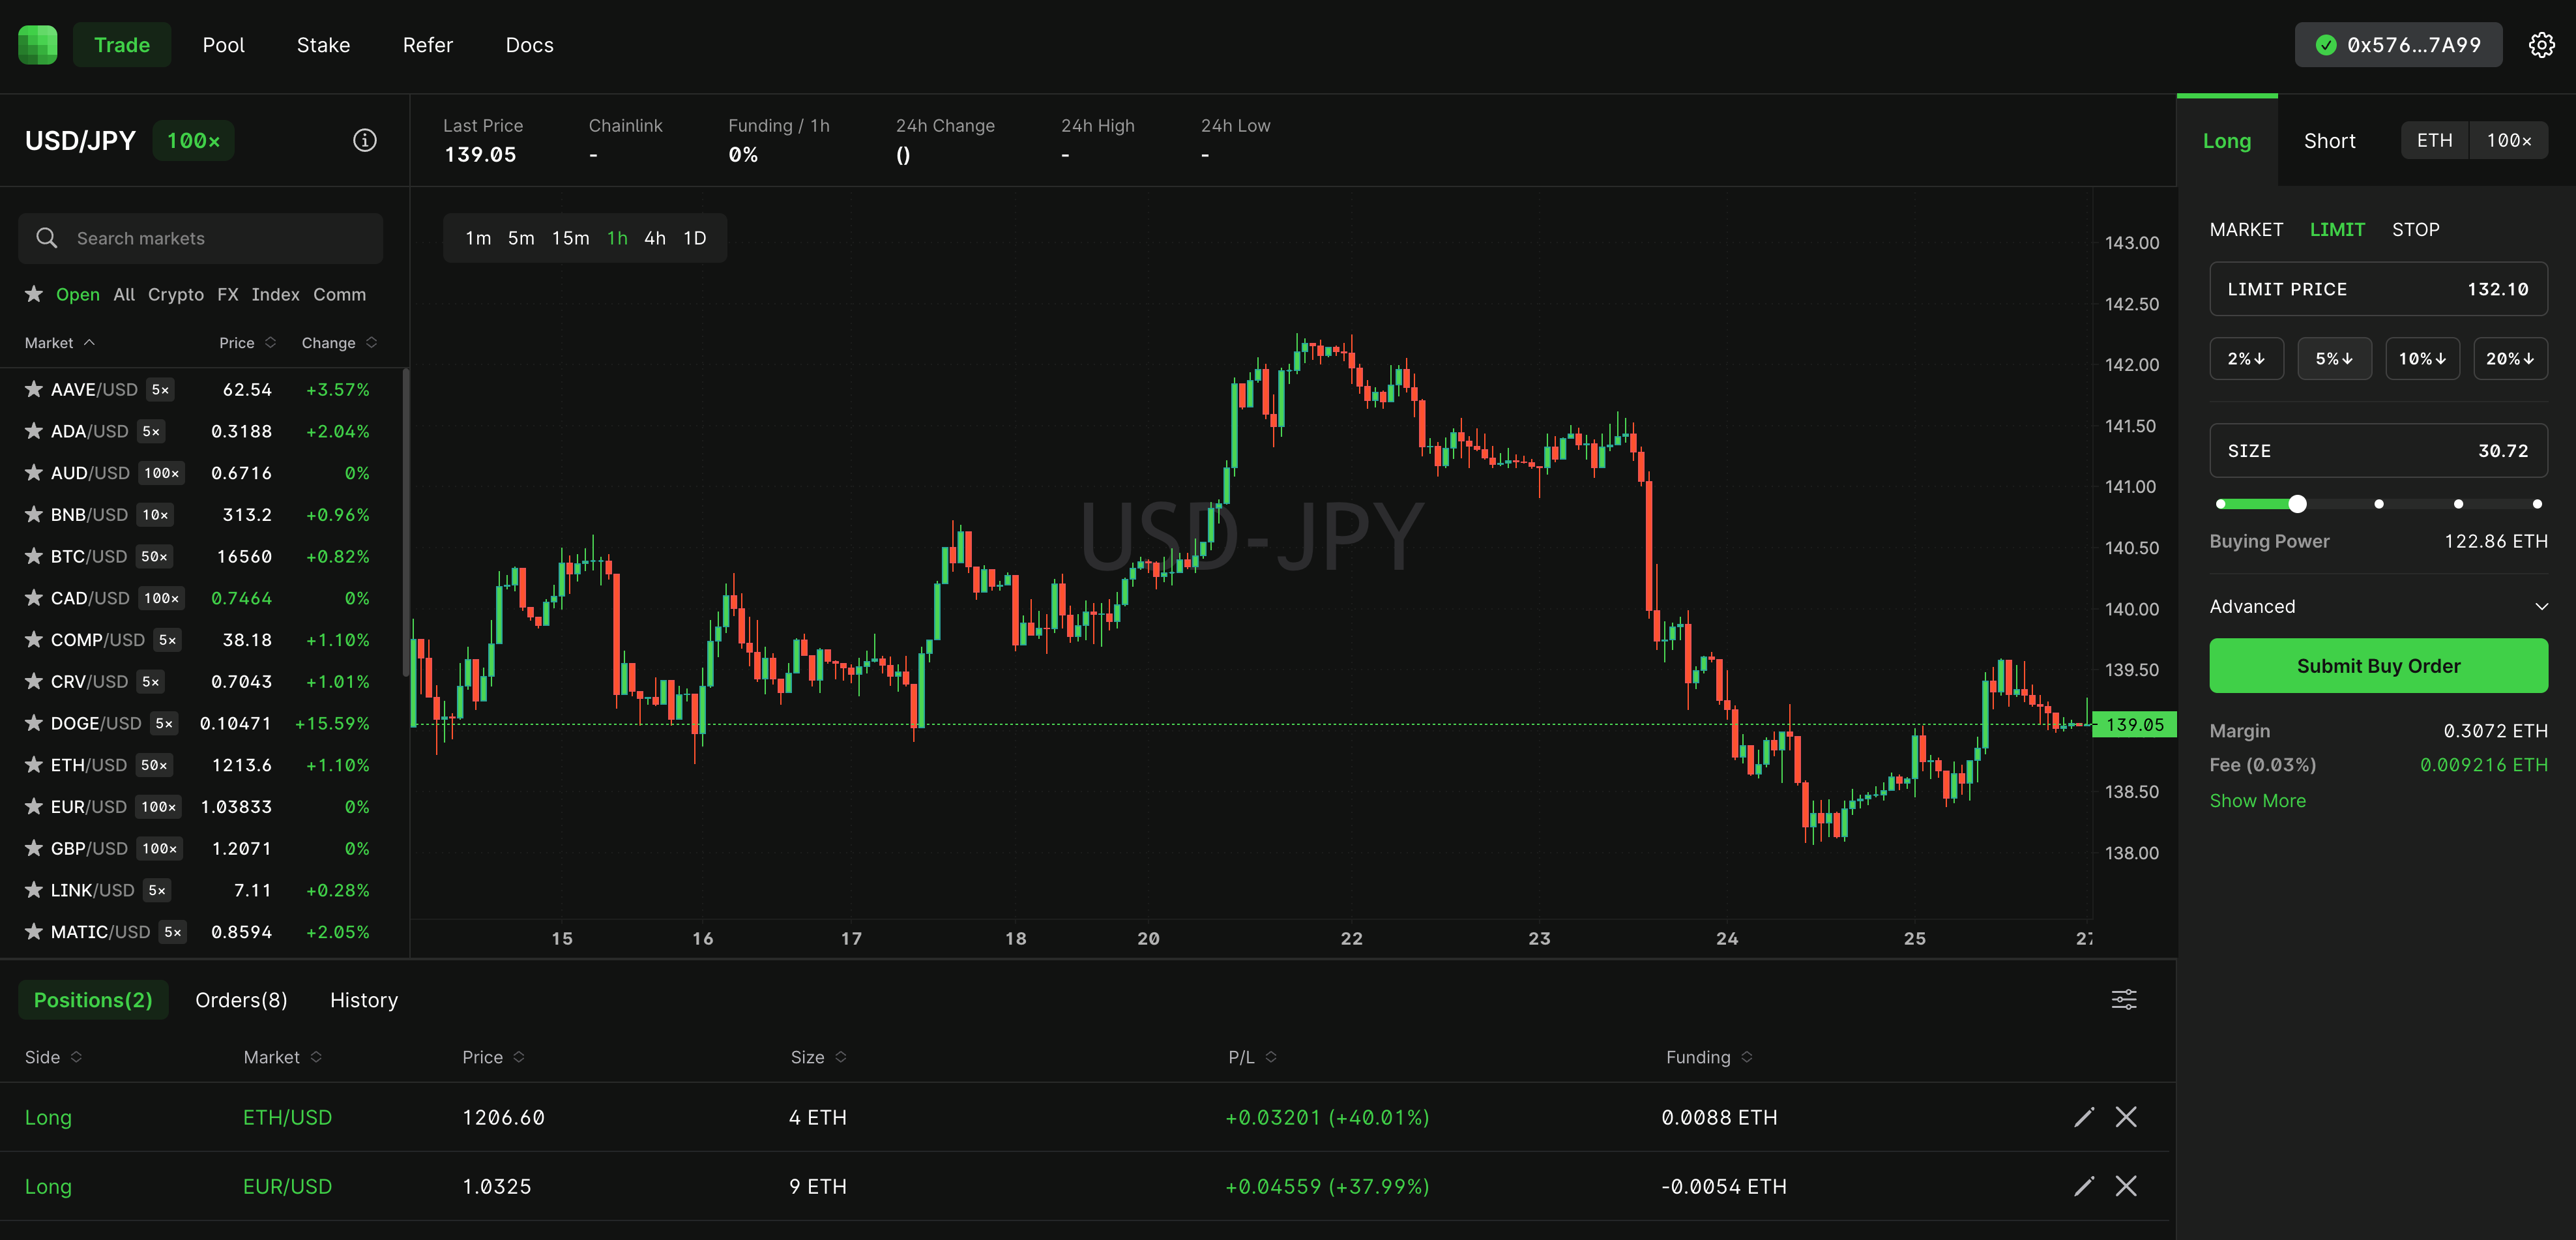 Trade Pool Stake Refer Docs 0x576...7A99
USD/JPY 100×
Last Price Chainlink Funding / 1h 24h Change 24h High 24h Low
139.05 - 0% () - -
Long Short ETH 100×
Search markets
Open All Crypto FX Index Comm
Market Price Change
AAVE/USD 5× 62.54 +3.57%
ADA/USD 5× 0.3188 +2.04%
AUD/USD 100× 0.6716 0%
BNB/USD 10× 313.2 +0.96%
BTC/USD 50× 16560 +0.82%
CAD/USD 100× 0.7464 0%
COMP/USD 5× 38.18 +1.10%
CRV/USD 5× 0.7043 +1.01%
DOGE/USD 5× 0.10471 +15.59%
ETH/USD 50× 1213.6 +1.10%
EUR/USD 100× 1.03833 0%
GBP/USD 100× 1.2071 0%
LINK/USD 5× 7.11 +0.28%
MATIC/USD 5× 0.8594 +2.05%
1m 5m 15m 1h 4h 1D
USD-JPY
143.00
142.50
142.00
141.50
141.00
140.50
140.00
139.50
139.05
138.50
138.00
15 16 17 18 20 22 23 24 25 27
MARKET LIMIT STOP
LIMIT PRICE 132.10
2%↓ 5%↓ 10%↓ 20%↓
SIZE 30.72
Buying Power 122.86 ETH
Advanced
Submit Buy Order
Margin 0.3072 ETH
Fee (0.03%) 0.009216 ETH
Show More
Positions(2) Orders(8) History
Side Market Price Size P/L Funding
Long ETH/USD 1206.60 4 ETH +0.03201 (+40.01%) 0.0088 ETH
Long EUR/USD 1.0325 9 ETH +0.04559 (+37.99%) -0.0054 ETH